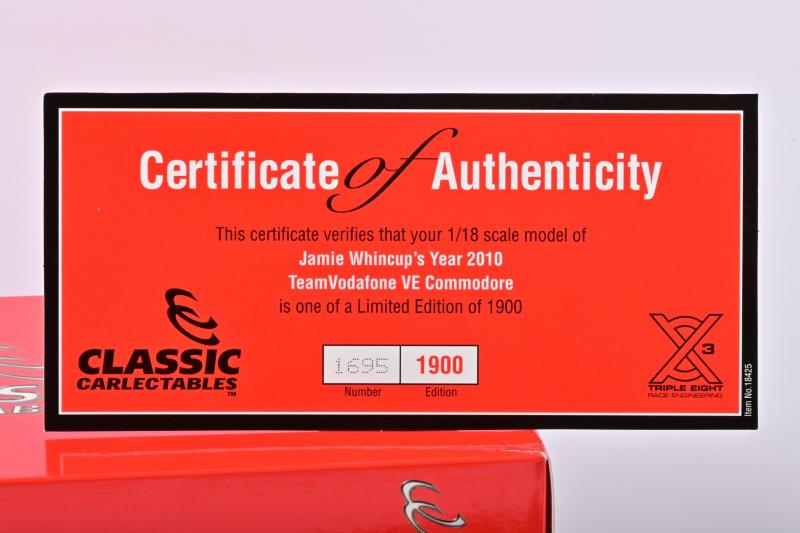 Certificate of Authenticity
This certificate verifies that your 1/18 scale model of
Jamie Whincup's Year 2010
TeamVodafone VE Commodore
is one of a Limited Edition of 1900
CLASSIC
CARLECTABLES
TM
1695 1900
Number Edition
3
TRIPLE EIGHT
RACE ENGINEERING
Item No.18425